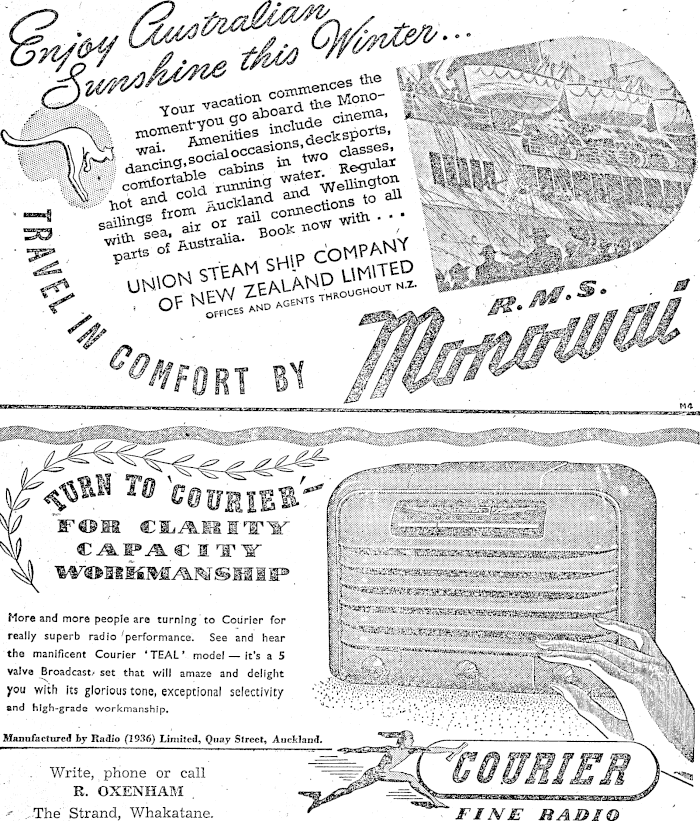 Enjoy Australian
Sunshine this Winter...
Your vacation commences the
moment you go aboard the Mono-
wai. Amenities include cinema,
dancing, social occasions, deck sports,
comfortable cabins in two classes,
hot and cold running water. Regular
sailings from Auckland and Wellington
with sea, air or rail connections to all
parts of Australia. Book now with . . .
UNION STEAM SHIP COMPANY
OF NEW ZEALAND LIMITED
OFFICES AND AGENTS THROUGHOUT N.Z.
TRAVEL IN COMFORT BY
R.M.S.
Monowai
M4
TURN TO 'COURIER'—
FOR CLARITY
CAPACITY
WORKMANSHIP
More and more people are turning to Courier for
really superb radio performance. See and hear
the manificent Courier 'TEAL' model — it's a 5
valve Broadcast set that will amaze and delight
you with its glorious tone, exceptional selectivity
and high-grade workmanship.
Manufactured by Radio (1936) Limited, Quay Street, Auckland.
Write, phone or call
R. OXENHAM
The Strand, Whakatane.
COURIER
FINE RADIO